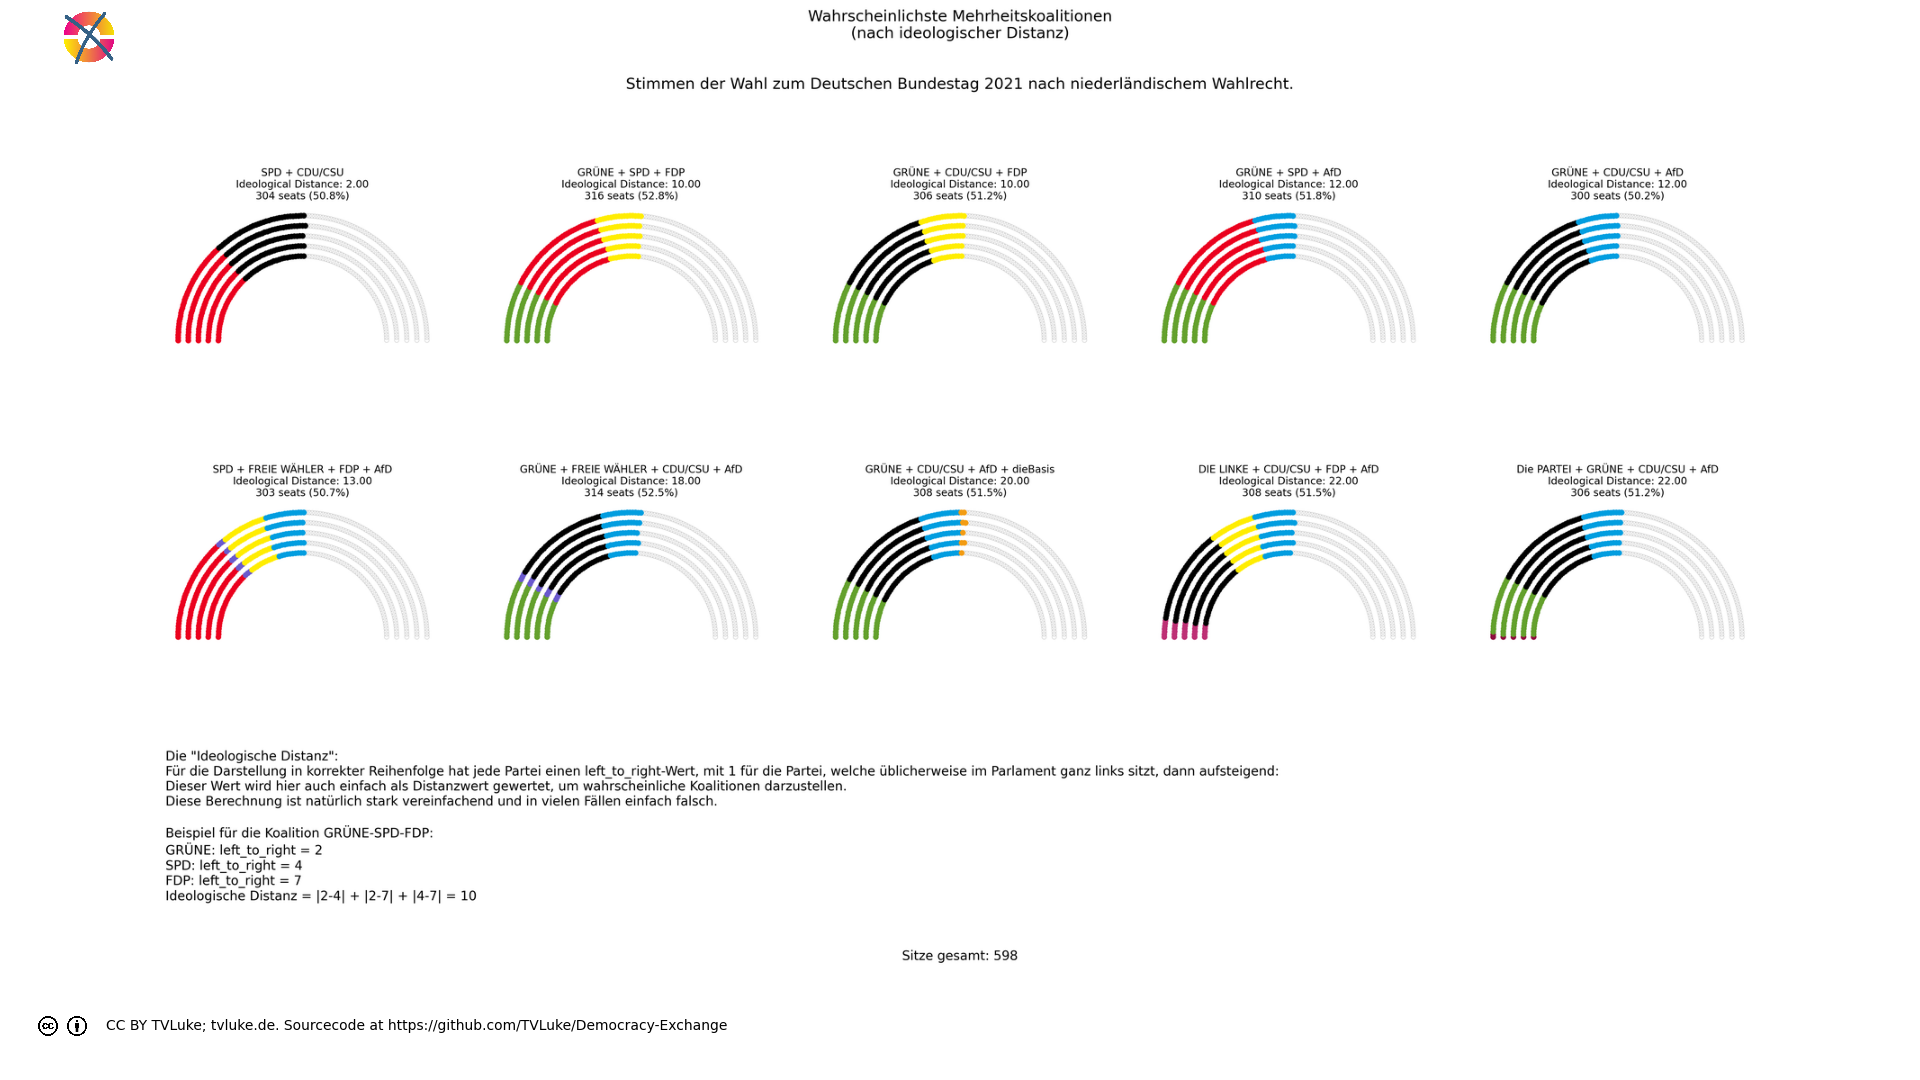 Wahrscheinlichste Mehrheitskoalitionen
(nach ideologischer Distanz)
Stimmen der Wahl zum Deutschen Bundestag 2021 nach niederländischem Wahlrecht.
SPD + CDU/CSU
Ideological Distance: 2.00
304 seats (50.8%)
GRÜNE + SPD + FDP
Ideological Distance: 10.00
316 seats (52.8%)
GRÜNE + CDU/CSU + FDP
Ideological Distance: 10.00
306 seats (51.2%)
GRÜNE + SPD + AfD
Ideological Distance: 12.00
310 seats (51.8%)
GRÜNE + CDU/CSU + AfD
Ideological Distance: 12.00
300 seats (50.2%)
SPD + FREIE WÄHLER + FDP + AfD
Ideological Distance: 13.00
303 seats (50.7%)
GRÜNE + FREIE WÄHLER + CDU/CSU + AfD
Ideological Distance: 18.00
314 seats (52.5%)
GRÜNE + CDU/CSU + AfD + dieBasis
Ideological Distance: 20.00
308 seats (51.5%)
DIE LINKE + CDU/CSU + FDP + AfD
Ideological Distance: 22.00
308 seats (51.5%)
Die PARTEI + GRÜNE + CDU/CSU + AfD
Ideological Distance: 22.00
306 seats (51.2%)
Die "Ideologische Distanz":
Für die Darstellung in korrekter Reihenfolge hat jede Partei einen left_to_right-Wert, mit 1 für die Partei, welche üblicherweise im Parlament ganz links sitzt, dann aufsteigend:
Dieser Wert wird hier auch einfach als Distanzwert gewertet, um wahrscheinliche Koalitionen darzustellen.
Diese Berechnung ist natürlich stark vereinfachend und in vielen Fällen einfach falsch.
Beispiel für die Koalition GRÜNE-SPD-FDP:
GRÜNE: left_to_right = 2
SPD: left_to_right = 4
FDP: left_to_right = 7
Ideologische Distanz = |2-4| + |2-7| + |4-7| = 10
Sitze gesamt: 598
cc CC BY TVLuke; tvluke.de. Sourcecode at https://github.com/TVLuke/Democracy-Exchange